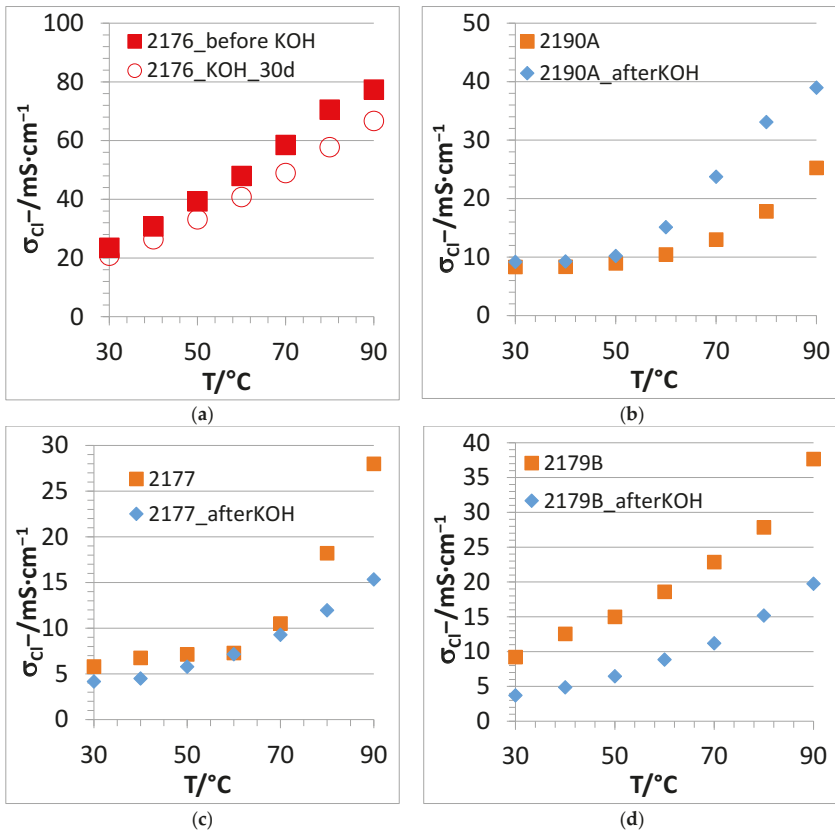 100
80
60
40
20
0
30
50
70
90
σCl−/mS·cm−1
T/°C
2176_before KOH
2176_KOH_30d
(a)
50
40
30
20
10
0
30
50
70
90
σCl−/mS·cm−1
T/°C
2190A
2190A_afterKOH
(b)
30
25
20
15
10
5
0
30
50
70
90
σCl−/mS·cm−1
T/°C
2177
2177_afterKOH
(c)
40
35
30
25
20
15
10
5
0
30
50
70
90
σCl−/mS·cm−1
T/°C
2179B
2179B_afterKOH
(d)